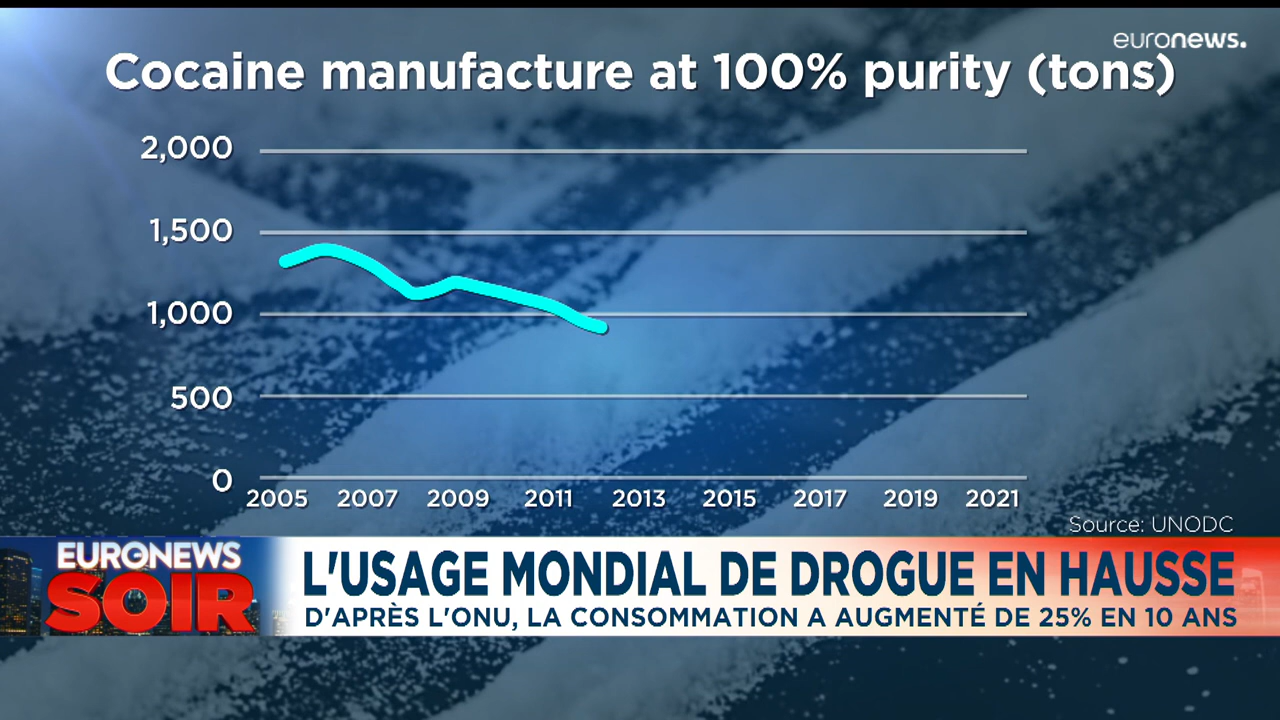 euronews.
Cocaine manufacture at 100% purity (tons)
2,000
1,500
1,000
500
0
2005 2007 2009 2011 2013 2015 2017 2019 2021
Source: UNODC
EURONEWS
SOIR
L'USAGE MONDIAL DE DROGUE EN HAUSSE
D'APRÈS L'ONU, LA CONSOMMATION A AUGMENTÉ DE 25% EN 10 ANS